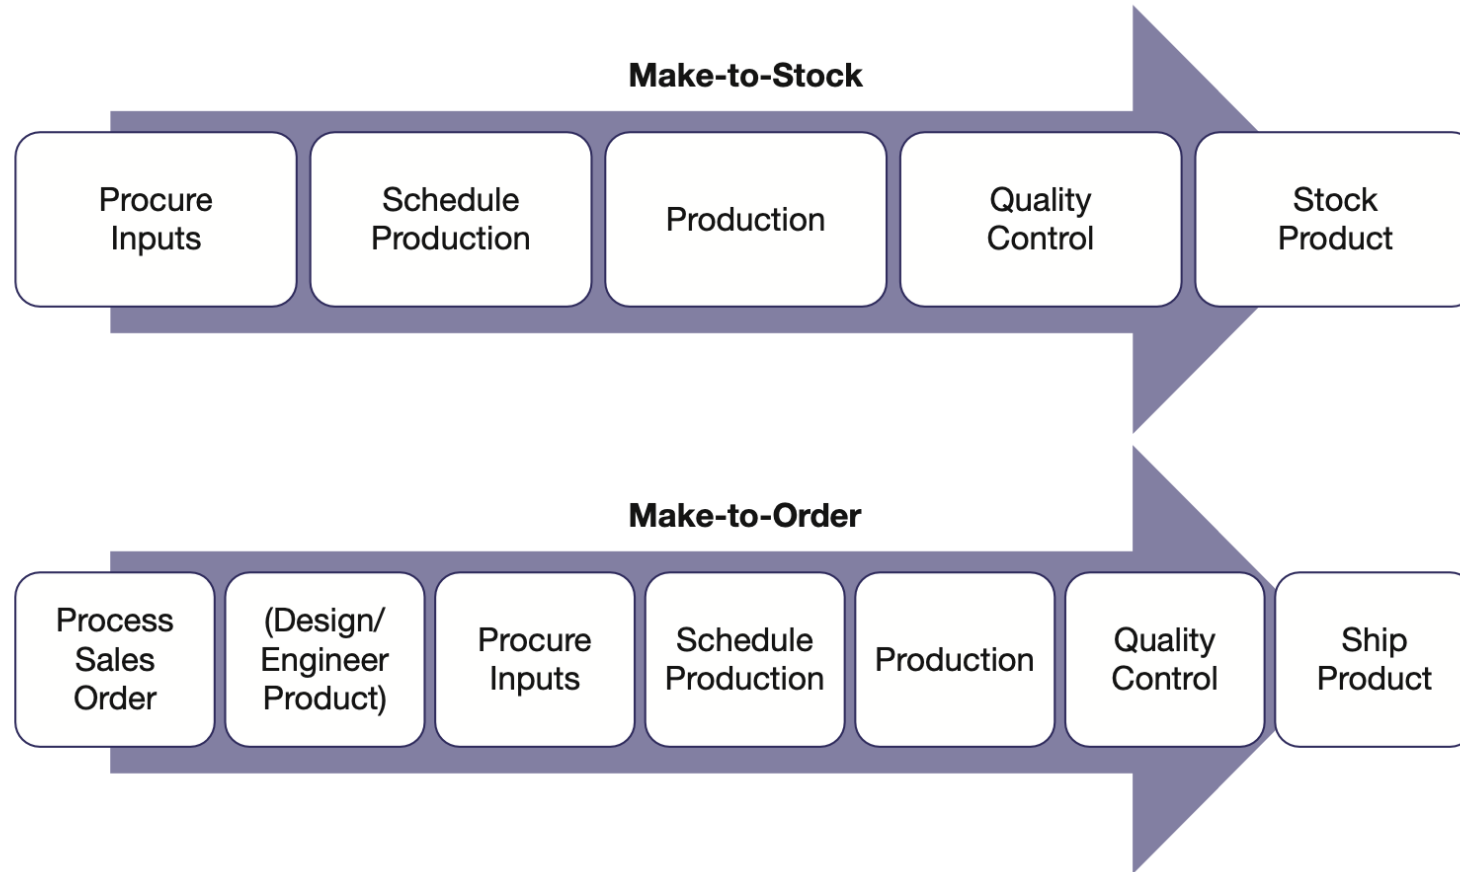 Make-to-Stock
Procure
Inputs
Schedule
Production
Production
Quality
Control
Stock
Product
Make-to-Order
Process
Sales
Order
(Design/
Engineer
Product)
Procure
Inputs
Schedule
Production
Production
Quality
Control
Ship
Product